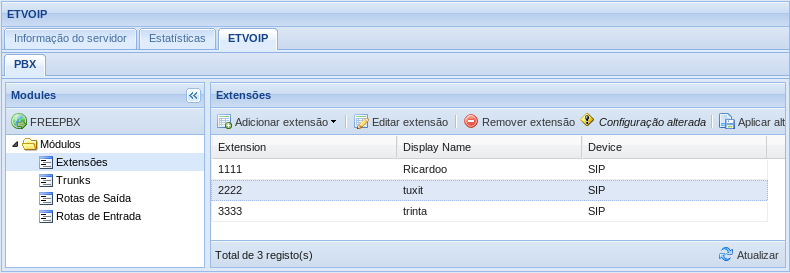 ETVOIP
Informação do servidor Estatísticas ETVOIP
PBX
Modules
FREEPBX
Módulos
Extensões
Trunks
Rotas de Saída
Rotas de Entrada
Extensões
Adicionar extensão Editar extensão Remover extensão Configuração alterada Aplicar alt
Extension Display Name Device
1111 Ricardoo SIP
2222 tuxit SIP
3333 trinta SIP
Total de 3 registo(s) Atualizar